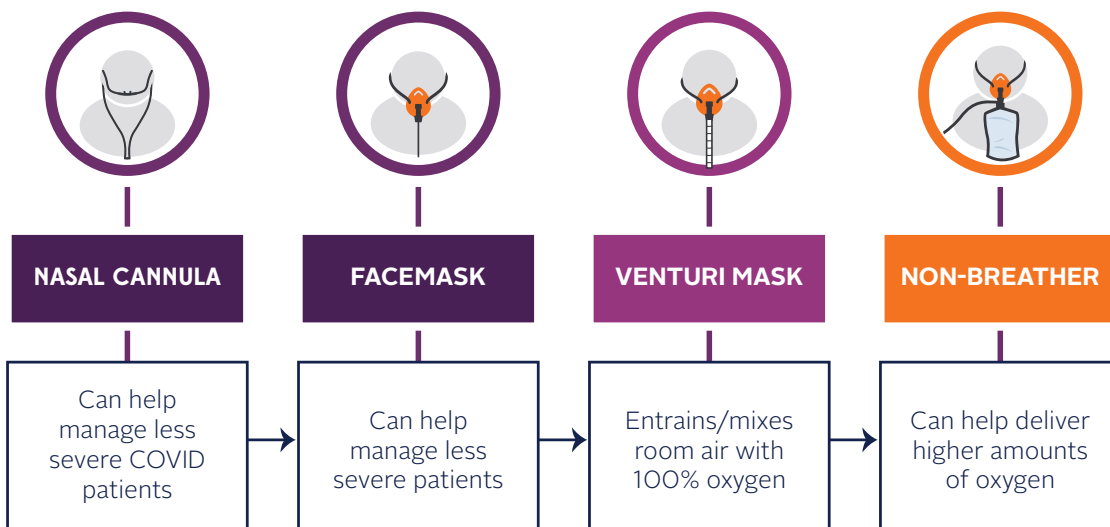 NASAL CANNULA
FACEMASK
VENTURI MASK
NON-BREATHER
Can help
manage less
severe COVID
patients
Can help
manage less
severe patients
Entrains/mixes
room air with
100% oxygen
Can help deliver
higher amounts
of oxygen